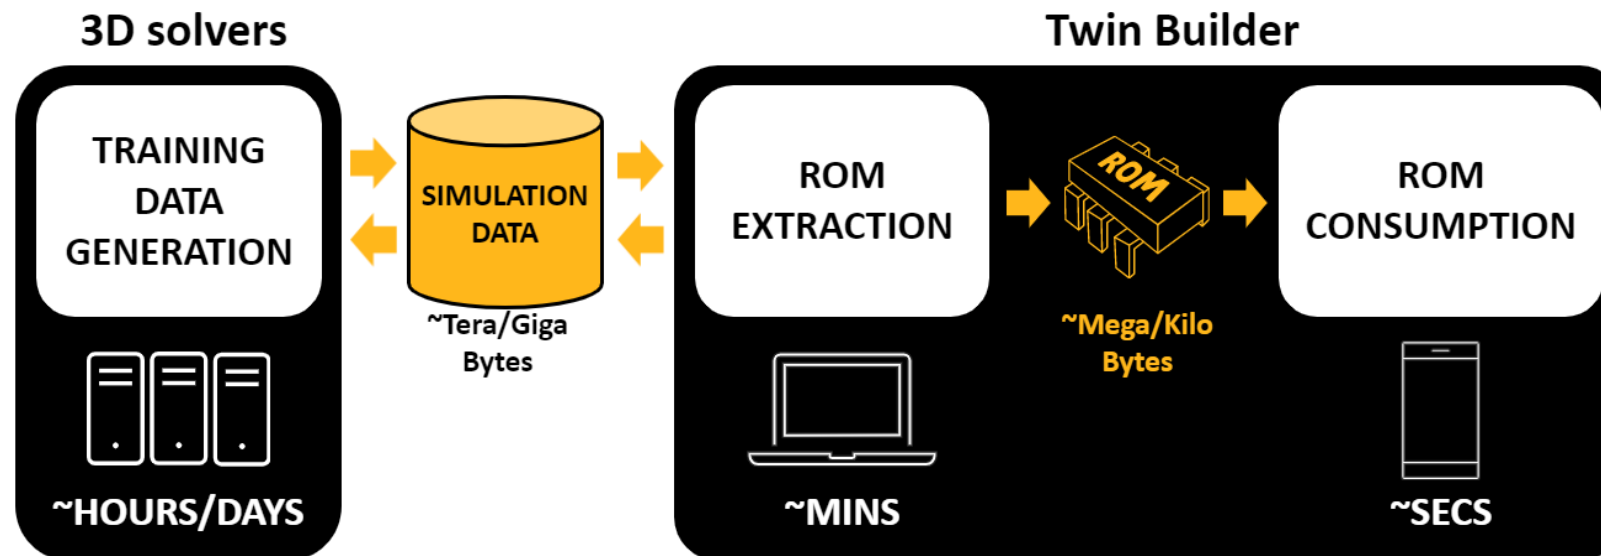 3D solvers
Twin Builder
TRAINING
DATA
GENERATION
~HOURS/DAYS
SIMULATION
DATA
~Tera/Giga
Bytes
ROM
EXTRACTION
~MINS
ROM
~Mega/Kilo
Bytes
ROM
CONSUMPTION
~SECS